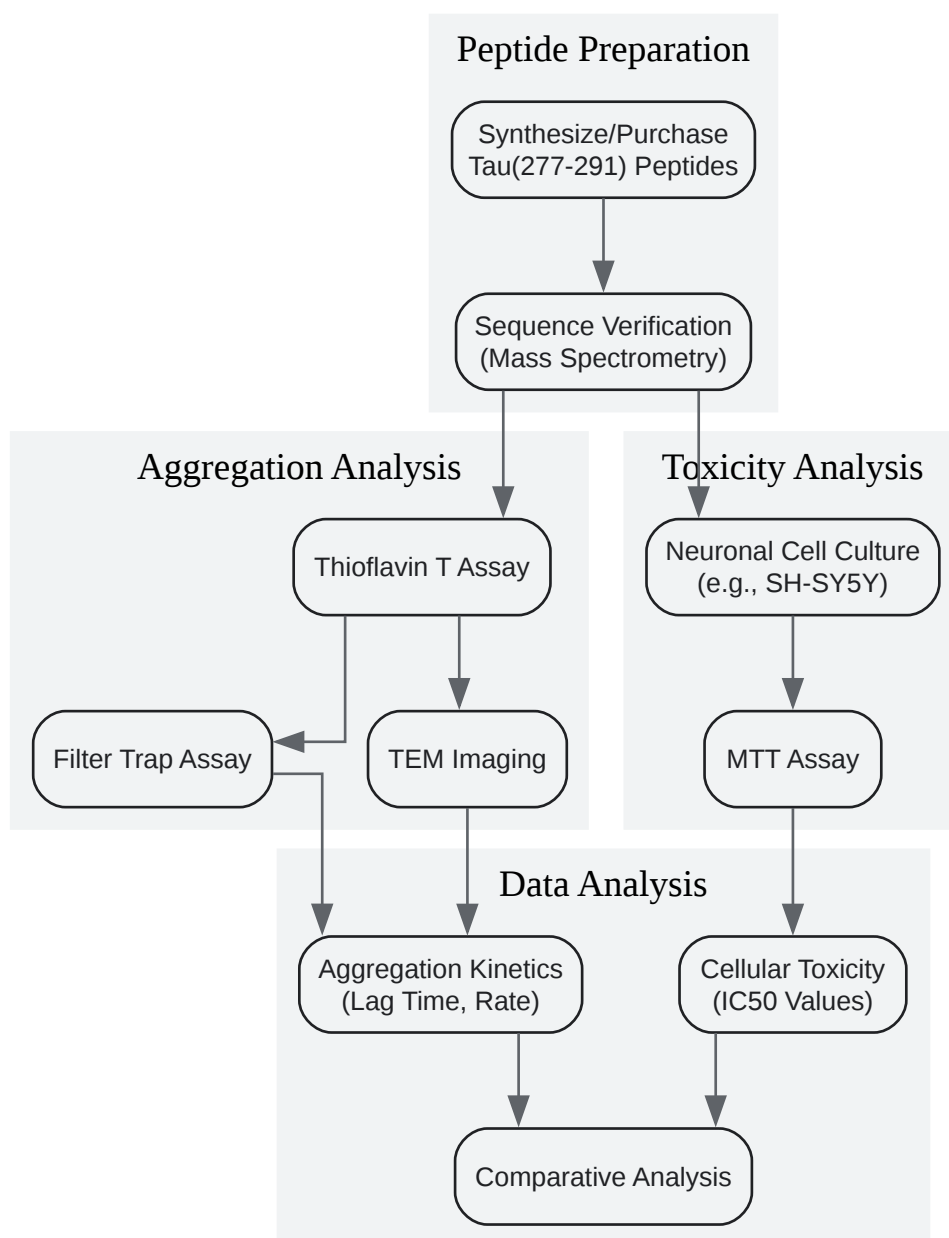 Peptide Preparation
Synthesize/Purchase
Tau(277-291) Peptides
Sequence Verification
(Mass Spectrometry)
Aggregation Analysis
Toxicity Analysis
Thioflavin T Assay
Neuronal Cell Culture
(e.g., SH-SY5Y)
Filter Trap Assay
TEM Imaging
MTT Assay
Data Analysis
Aggregation Kinetics
(Lag Time, Rate)
Cellular Toxicity
(IC50 Values)
Comparative Analysis